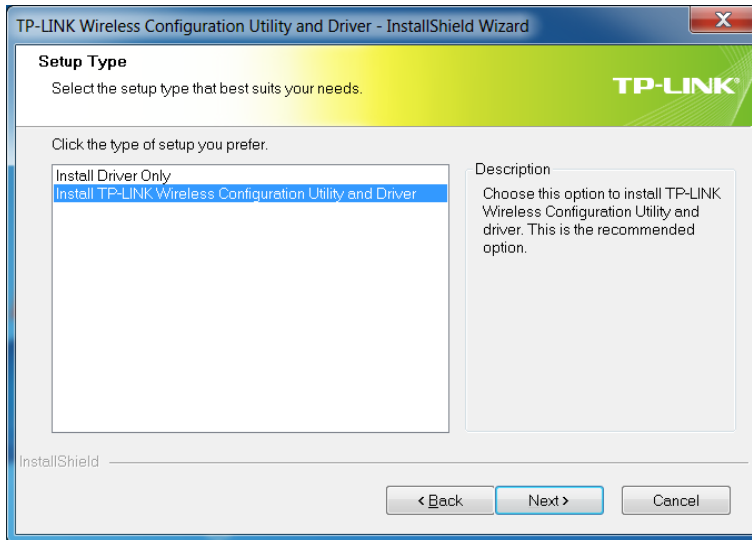 TP-LINK Wireless Configuration Utility and Driver - InstallShield Wizard
Setup Type
Select the setup type that best suits your needs.
TP-LINK®
Click the type of setup you prefer.
Install Driver Only
Install TP-LINK Wireless Configuration Utility and Driver
Description
Choose this option to install TP-LINK
Wireless Configuration Utility and
driver. This is the recommended
option.
InstallShield
< Back
Next >
Cancel